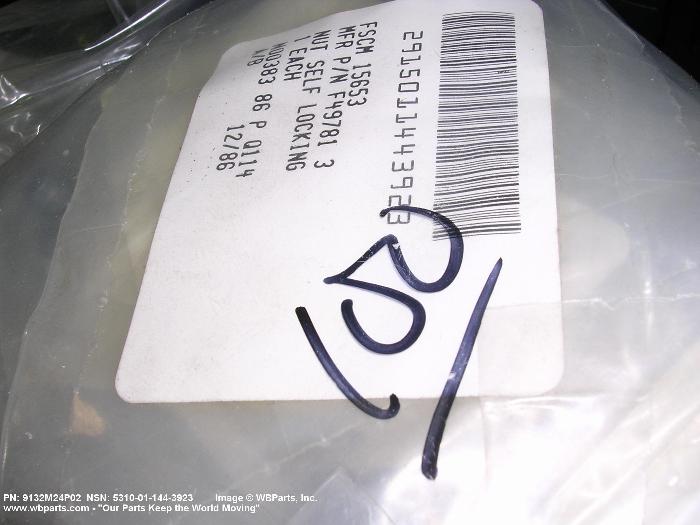 2915011443923
FSCM 15653
MFR P/N F49781 3
NUT SELF LOCKING
1 EACH
M/B
N00383 86 P Q114
12/86
PN: 9132M24P02 NSN: 5310-01-144-3923 Image © WBParts, Inc.
www.wbparts.com - "Our Parts Keep the World Moving"